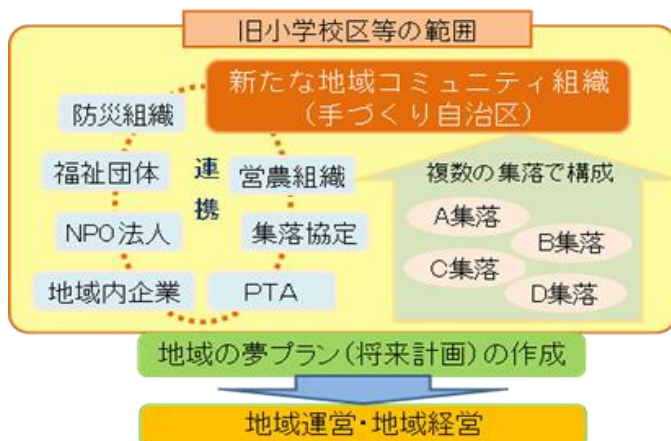 旧小学校区等の範囲
新たな地域コミュニティ組織
（手づくり自治区）
防災組織
福祉団体
NPO法人
地域内企業
連
携
営農組織
集落協定
PTA
複数の集落で構成
A集落
B集落
C集落
D集落
地域の夢プラン（将来計画）の作成
地域運営・地域経営